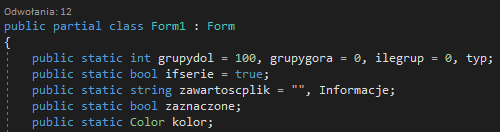 Odwołania: 12
public partial class Form1 : Form
{
public static int grupydol = 100, grupygora = 0, ilegrup = 0, typ;
public static bool ifserie = true;
public static string zawartoscplik = "", Informacje;
public static bool zaznaczone;
public static Color kolor;